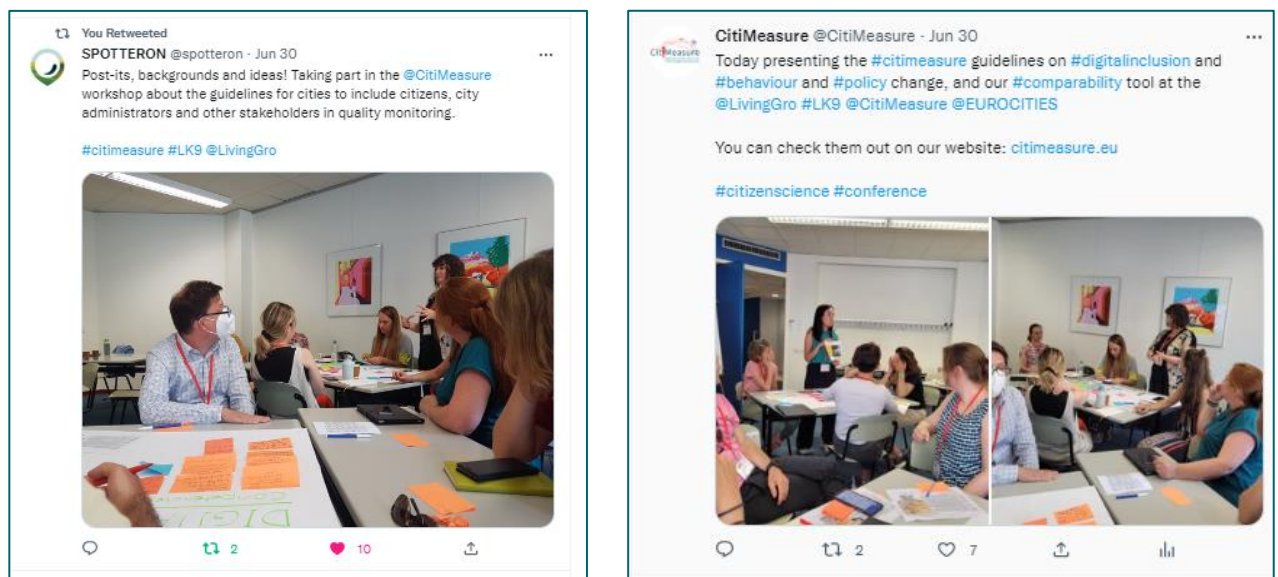 You Retweeted
SPOTTERON @spotteron · Jun 30
Post-its, backgrounds and ideas! Taking part in the @CitiMeasure
workshop about the guidelines for cities to include citizens, city
administrators and other stakeholders in quality monitoring.
#citimeasure #LK9 @LivingGro
COMPETENCIES
DIGITAL
2
10
CitiMeasure
CitiMeasure @CitiMeasure · Jun 30
Today presenting the #citimeasure guidelines on #digitalinclusion and
#behaviour and #policy change, and our #comparability tool at the
@LivingGro #LK9 @CitiMeasure @EUROCITIES
You can check them out on our website: citimeasure.eu
#citizenscience #conference
2
7